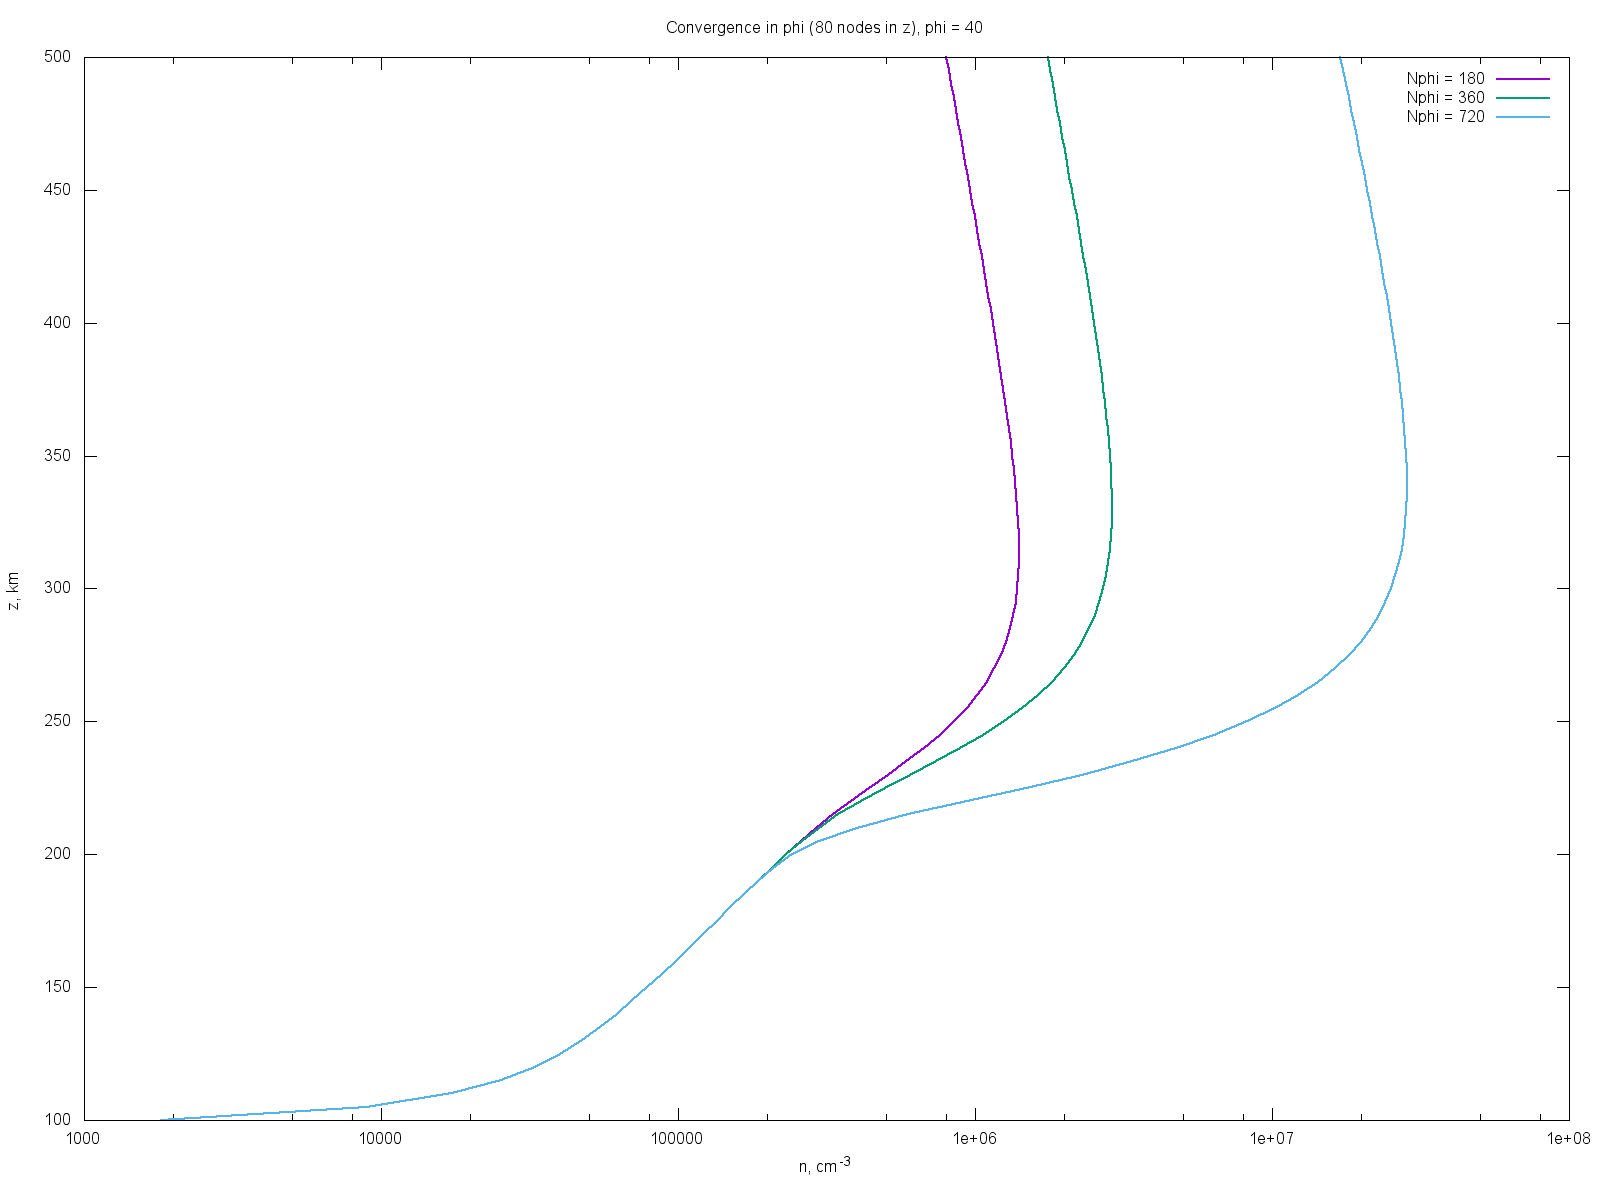 Convergence in phi (80 nodes in z), phi = 40
Nphi = 180
Nphi = 360
Nphi = 720
500
450
400
350
300
250
200
150
100
z, km
1000
10000
100000
1e+06
1e+07
1e+08
n, cm-3